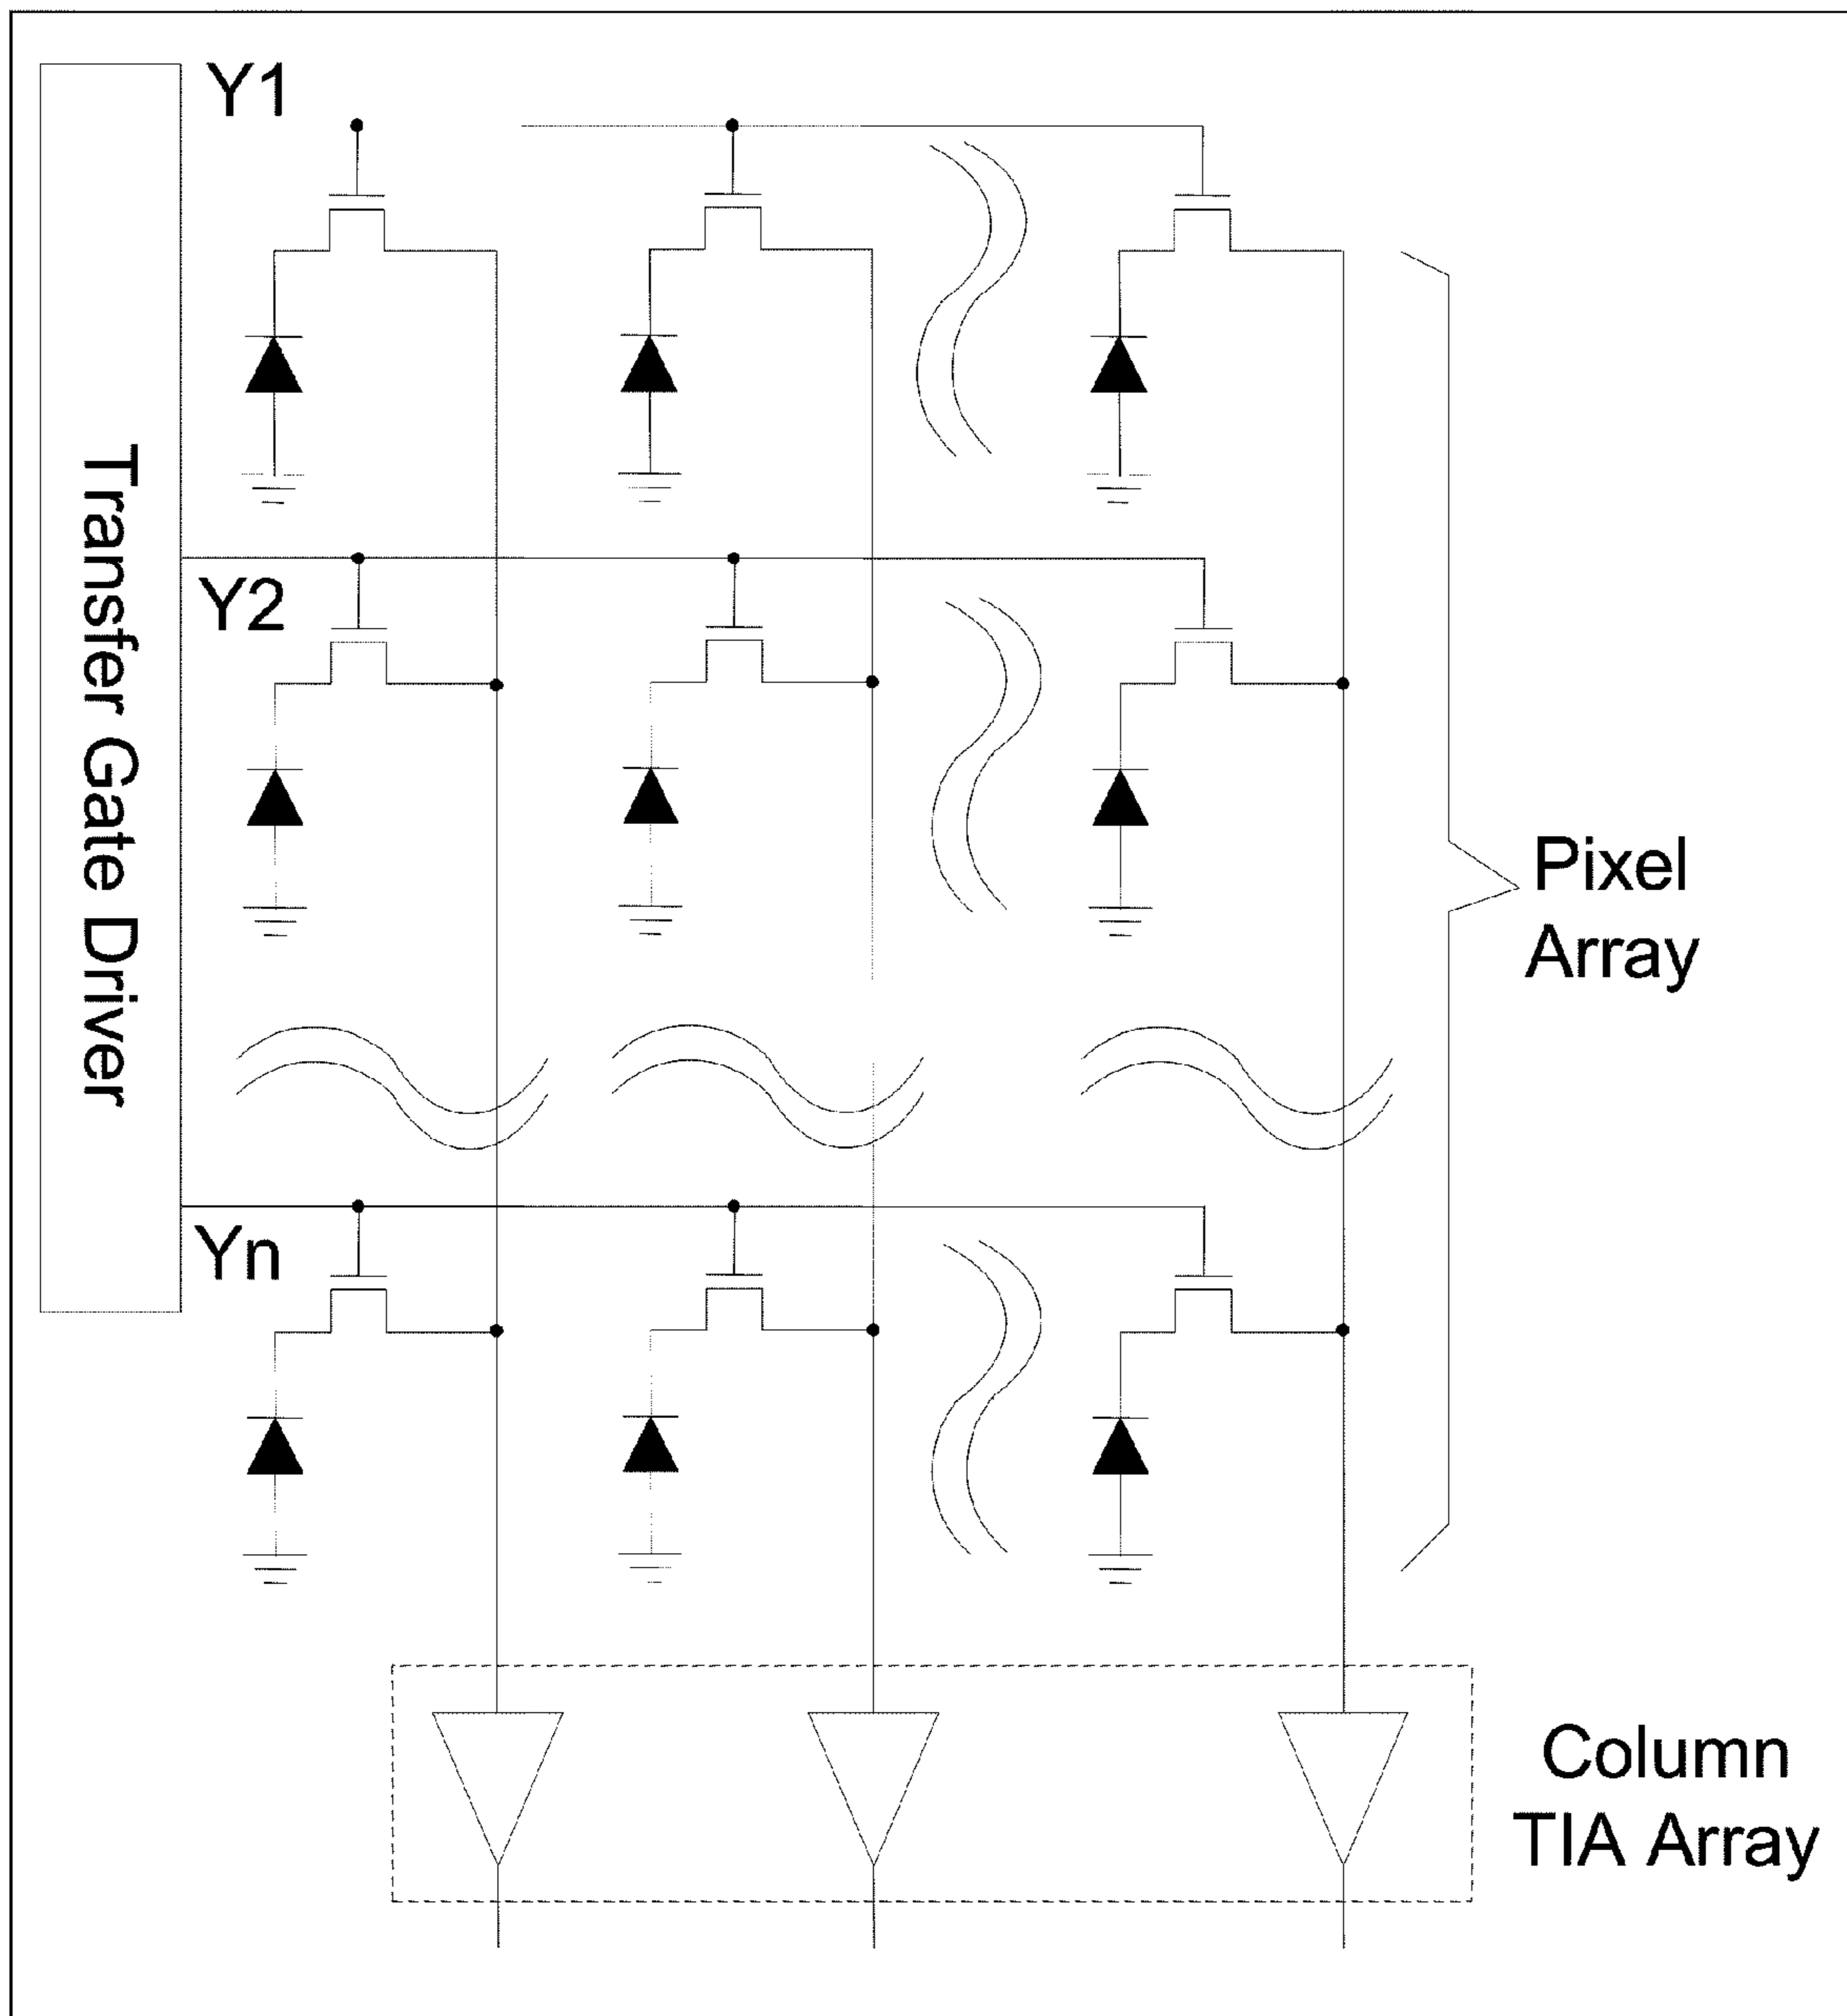 Y1
Transfer Gate Driver
Y2
Pixel
Array
Yn
Column
TIA Array